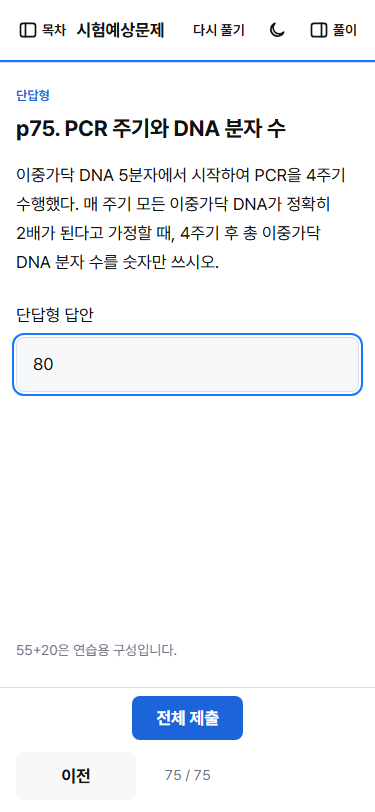 목차 시험예상문제 다시 풀기 풀이
단답형
p75. PCR 주기와 DNA 분자 수
이중가닥 DNA 5분자에서 시작하여 PCR을 4주기
수행했다. 매 주기 모든 이중가닥 DNA가 정확히
2배가 된다고 가정할 때, 4주기 후 총 이중가닥
DNA 분자 수를 숫자만 쓰시오.
단답형 답안
80
55+20은 연습용 구성입니다.
전체 제출
이전 75 / 75